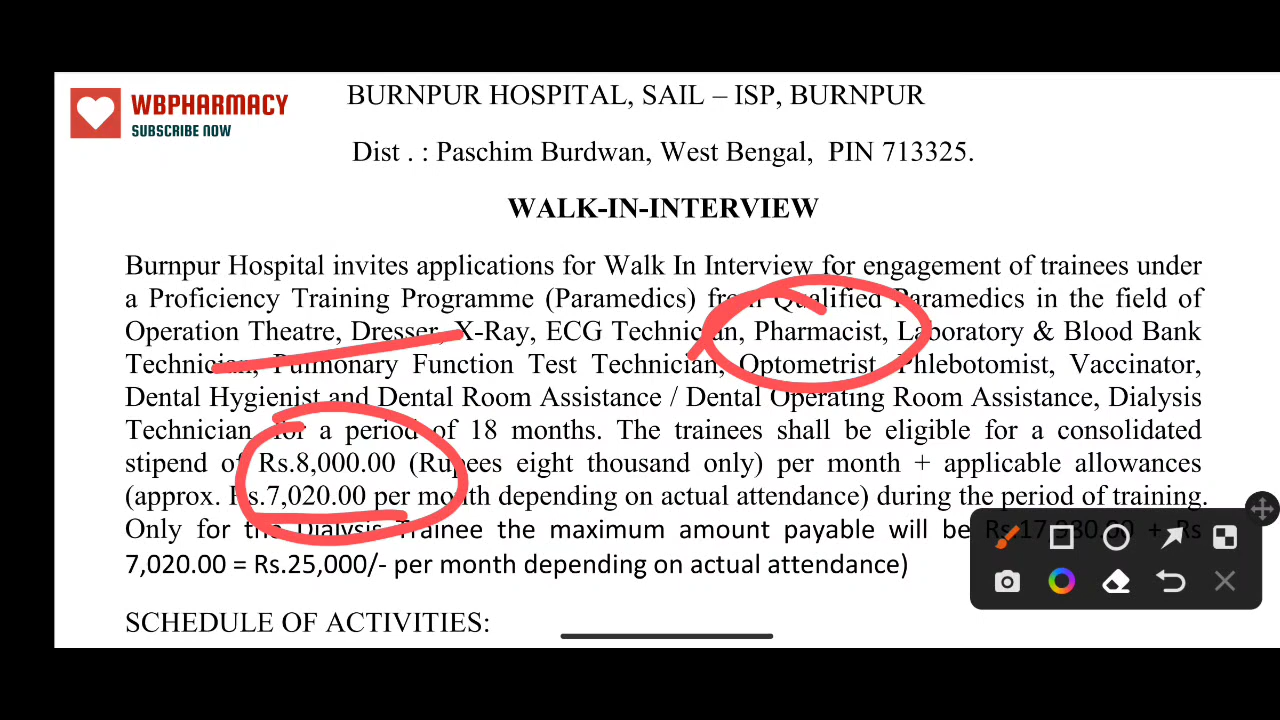 WBPHARMACY
SUBSCRIBE NOW
BURNPUR HOSPITAL, SAIL – ISP, BURNPUR
Dist . : Paschim Burdwan, West Bengal, PIN 713325.
WALK-IN-INTERVIEW
Burnpur Hospital invites applications for Walk In Interview for engagement of trainees under
a Proficiency Training Programme (Paramedics) from Qualified Paramedics in the field of
Operation Theatre, Dresser, X-Ray, ECG Technician, Pharmacist, Laboratory & Blood Bank
Technician, Pulmonary Function Test Technician, Optometrist, Phlebotomist, Vaccinator,
Dental Hygienist and Dental Room Assistance / Dental Operating Room Assistance, Dialysis
Technician for a period of 18 months. The trainees shall be eligible for a consolidated
stipend of Rs.8,000.00 (Rupees eight thousand only) per month + applicable allowances
(approx. Rs.7,020.00 per month depending on actual attendance) during the period of training.
Only for the Dialysis Trainee the maximum amount payable will be Rs.17,980.00 + Rs
7,020.00 = Rs.25,000/- per month depending on actual attendance)
SCHEDULE OF ACTIVITIES: